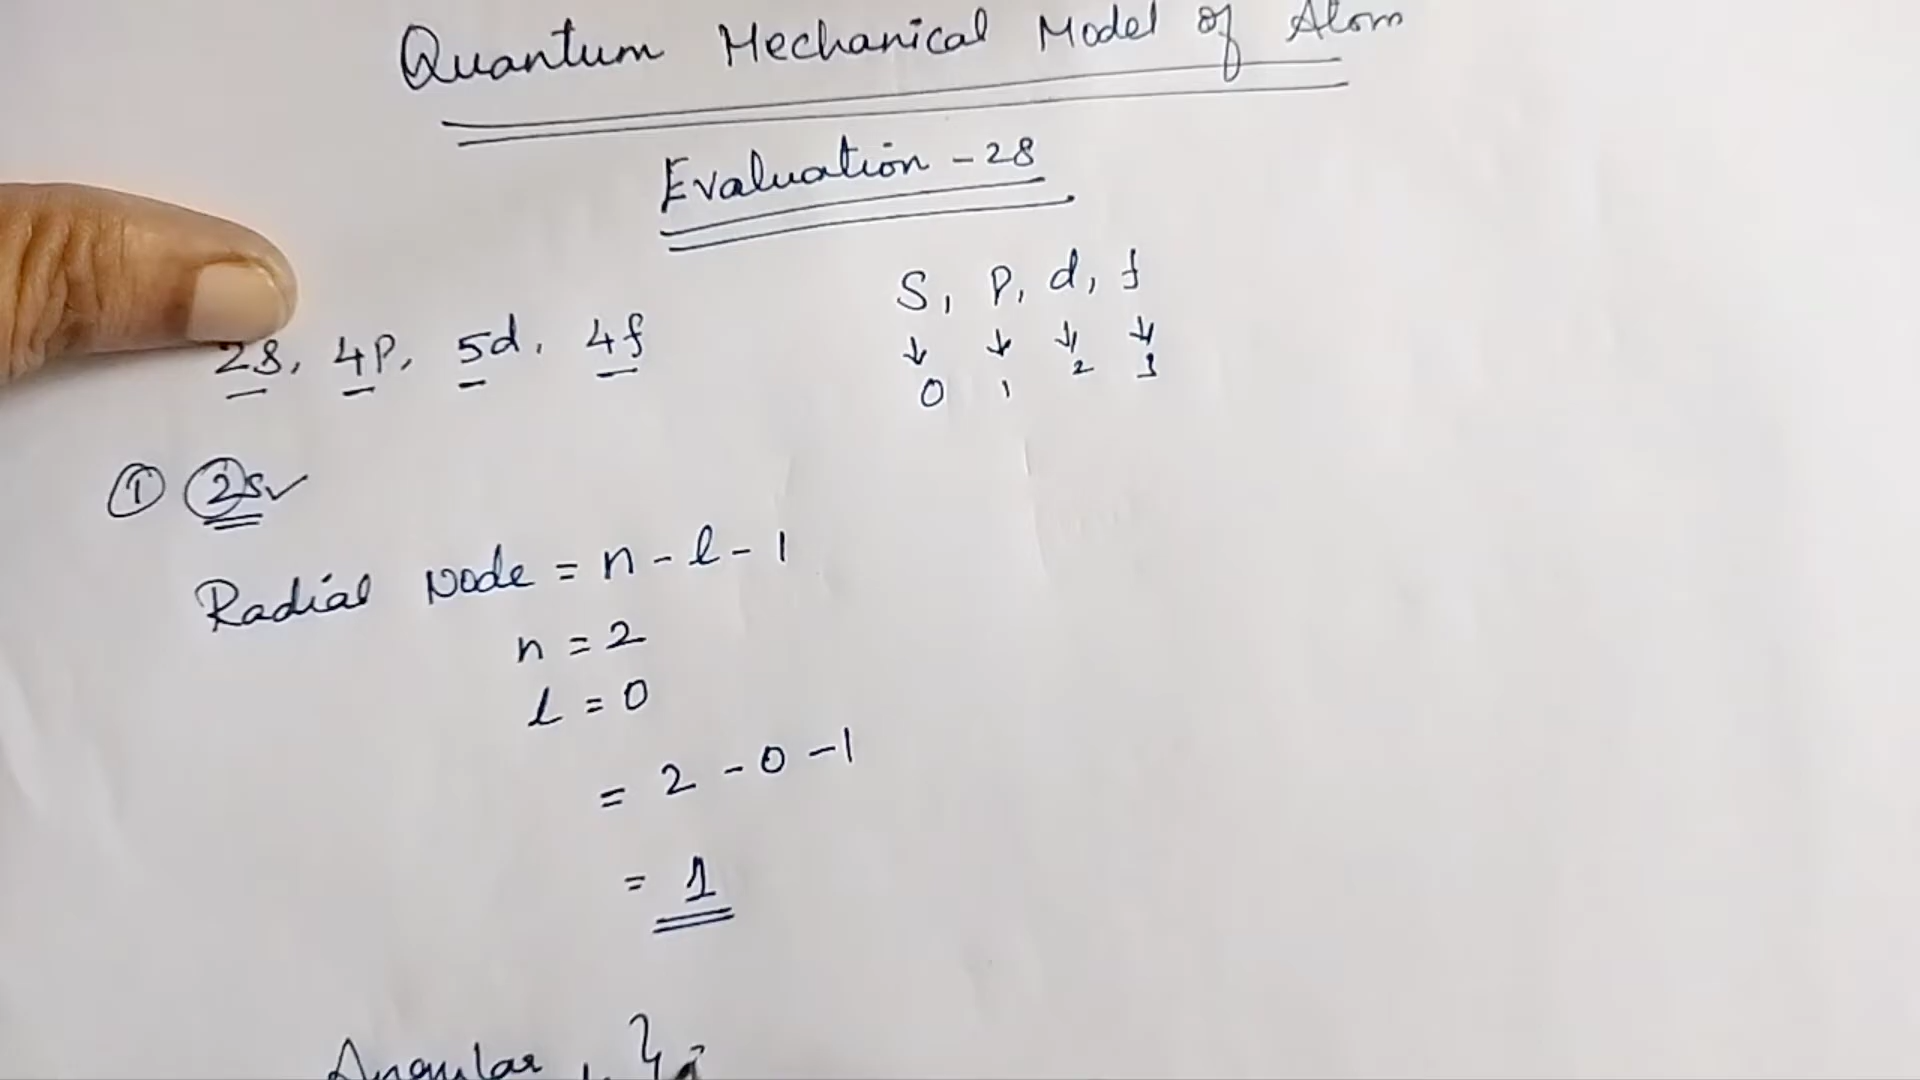 Quantum Mechanical Model of Atom
Evaluation - 28
S, P, d, f
2s, 4p, 5d, 4f
↓ ↓ ↓ ↓
0 1 2 3
① 2s✓
Radial Node = n - l - 1
n = 2
l = 0
= 2 - 0 - 1
= 1
Angular